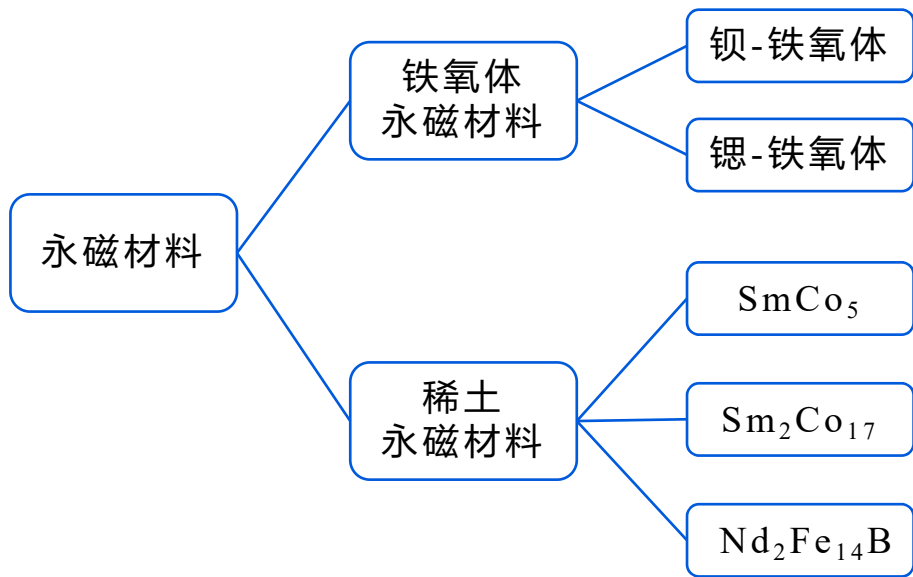 永磁材料
铁氧体
永磁材料
钡-铁氧体
锶-铁氧体
稀土
永磁材料
SmCo₅
Sm₂Co₁₇
Nd₂Fe₁₄B